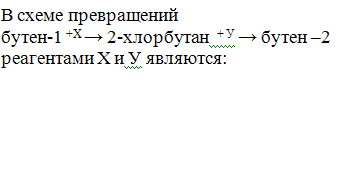 В схеме превращений
бутен-1 +X → 2-хлорбутан + У → бутен –2
реагентами X и У являются: